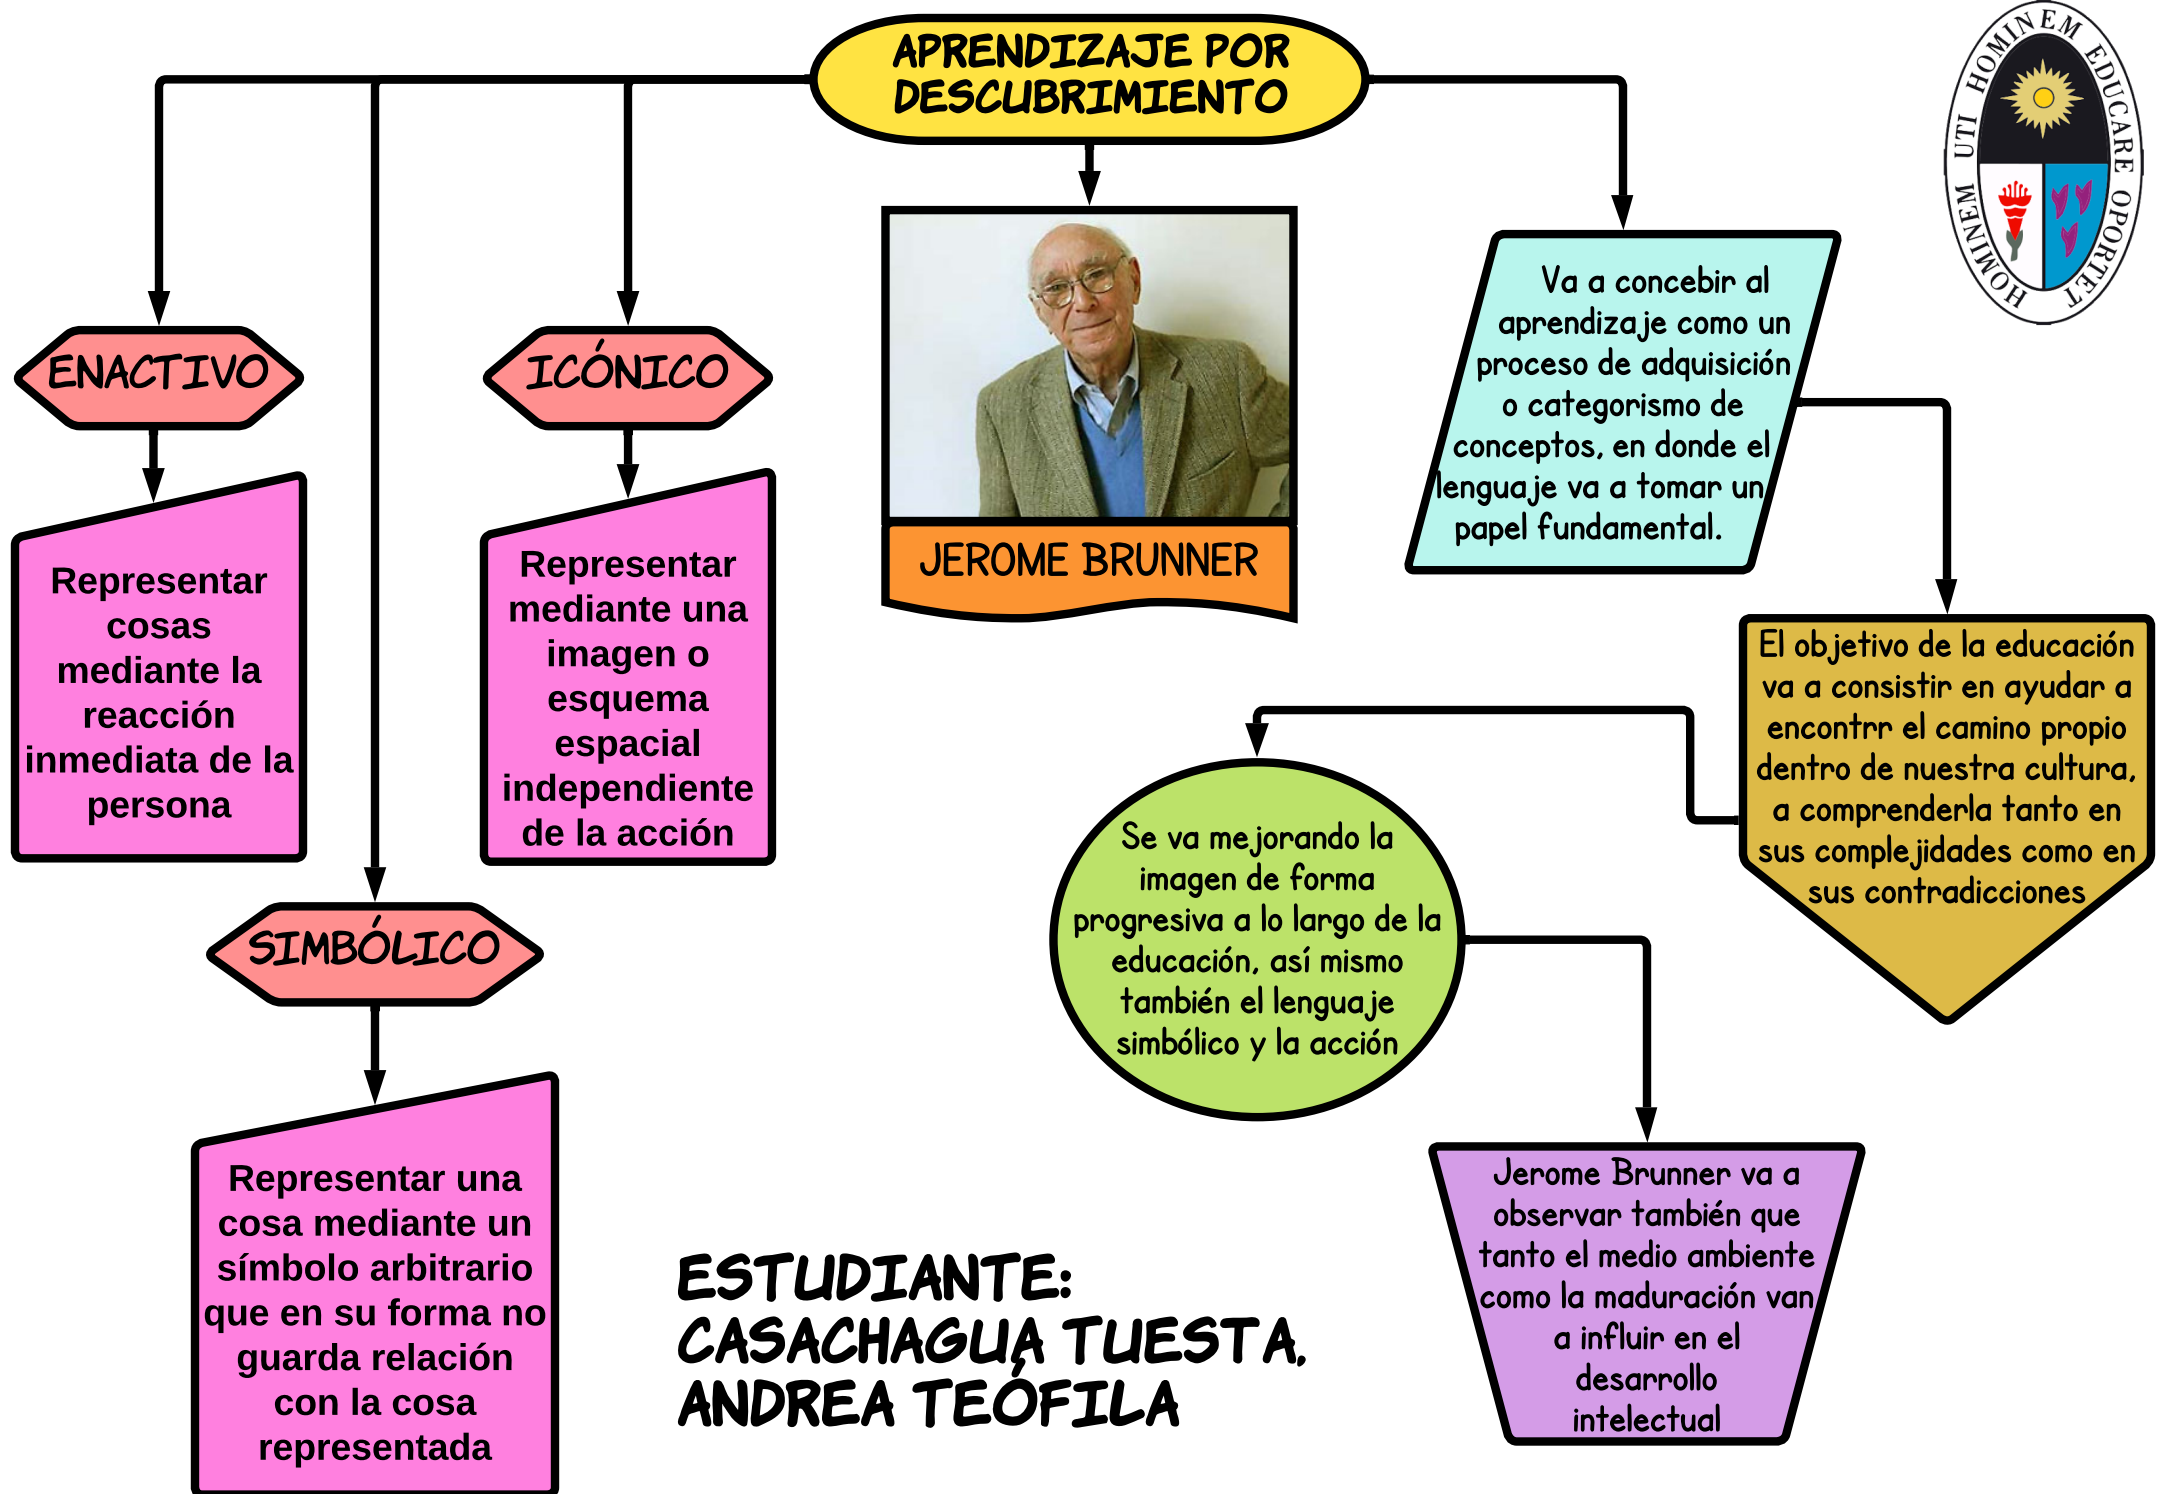 APRENDIZAJE POR
DESCUBRIMIENTO
HOMINEM UTI HOMINEM EDUCARE OPORTET
ENACTIVO
ICÓNICO
JEROME BRUNNER
Va a concebir al
aprendizaje como un
proceso de adquisición
o categorismo de
conceptos, en donde el
lenguaje va a tomar un
papel fundamental.
Representar
cosas
mediante la
reacción
inmediata de la
persona
Representar
mediante una
imagen o
esquema
espacial
independiente
de la acción
El objetivo de la educación
va a consistir en ayudar a
encontrr el camino propio
dentro de nuestra cultura,
a comprenderla tanto en
sus complejidades como en
sus contradicciones
Se va mejorando la
imagen de forma
progresiva a lo largo de la
educación, así mismo
también el lenguaje
simbólico y la acción
SIMBÓLICO
Representar una
cosa mediante un
símbolo arbitrario
que en su forma no
guarda relación
con la cosa
representada
Jerome Brunner va a
observar también que
tanto el medio ambiente
como la maduración van
a influir en el
desarrollo
intelectual
ESTUDIANTE:
CASACHAGUA TUESTA,
ANDREA TEÓFILA